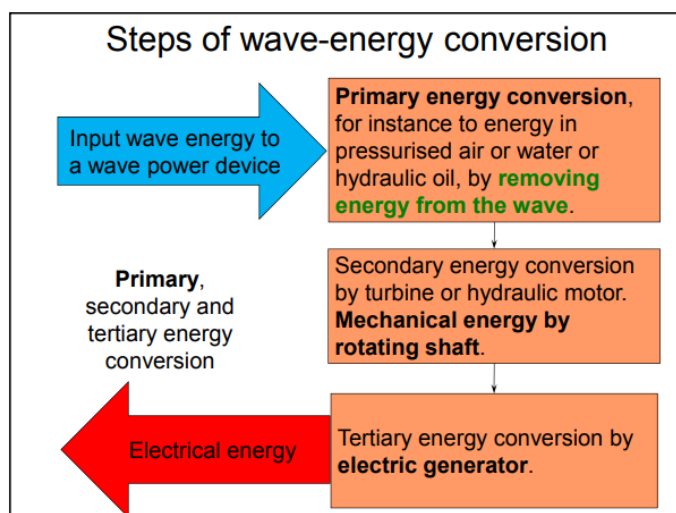 Steps of wave-energy conversion
Input wave energy to
a wave power device
Primary energy conversion,
for instance to energy in
pressurised air or water or
hydraulic oil, by removing
energy from the wave.
Secondary energy conversion
by turbine or hydraulic motor.
Mechanical energy by
rotating shaft.
Primary,
secondary and
tertiary energy
conversion
Tertiary energy conversion by
electric generator.
Electrical energy